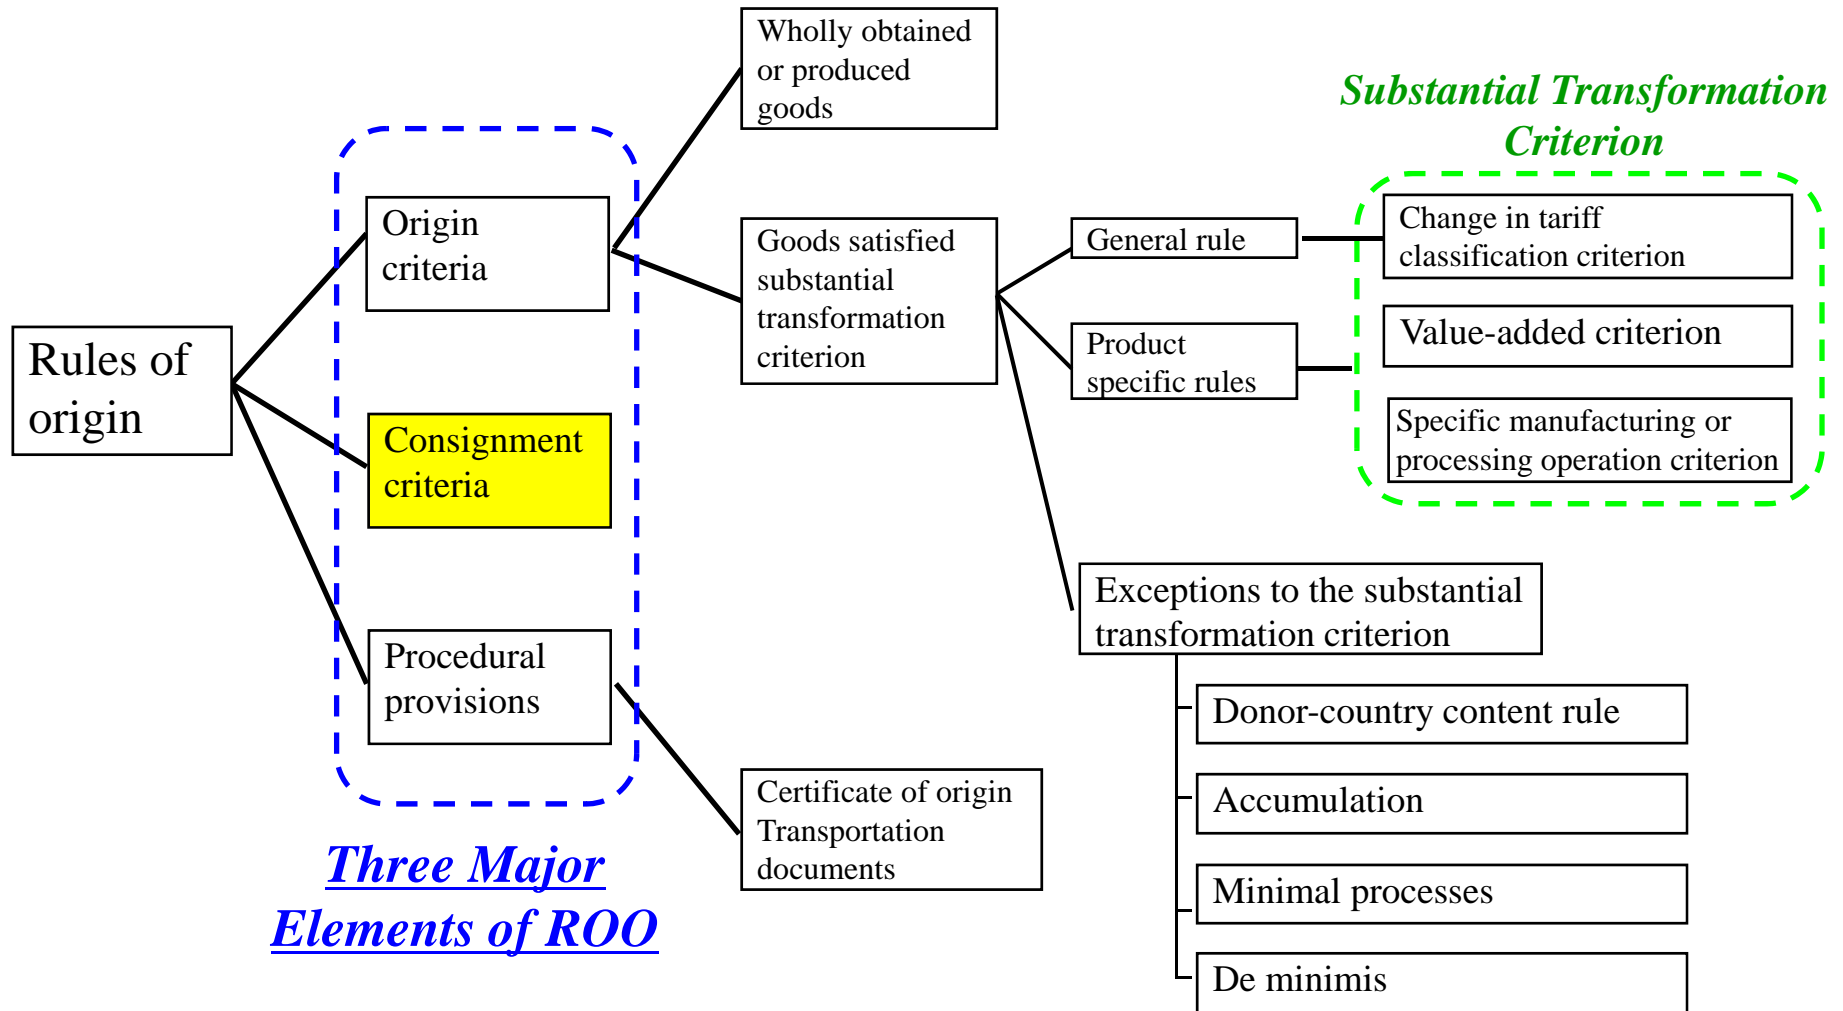 Rules of
origin
Three Major
Elements of ROO
Origin
criteria
Consignment
criteria
Procedural
provisions
Wholly obtained
or produced
goods
Goods satisfied
substantial
transformation
criterion
Certificate of origin
Transportation
documents
General rule
Product
specific rules
Substantial Transformation
Criterion
Change in tariff
classification criterion
Value-added criterion
Specific manufacturing or
processing operation criterion
Exceptions to the substantial
transformation criterion
Donor-country content rule
Accumulation
Minimal processes
De minimis